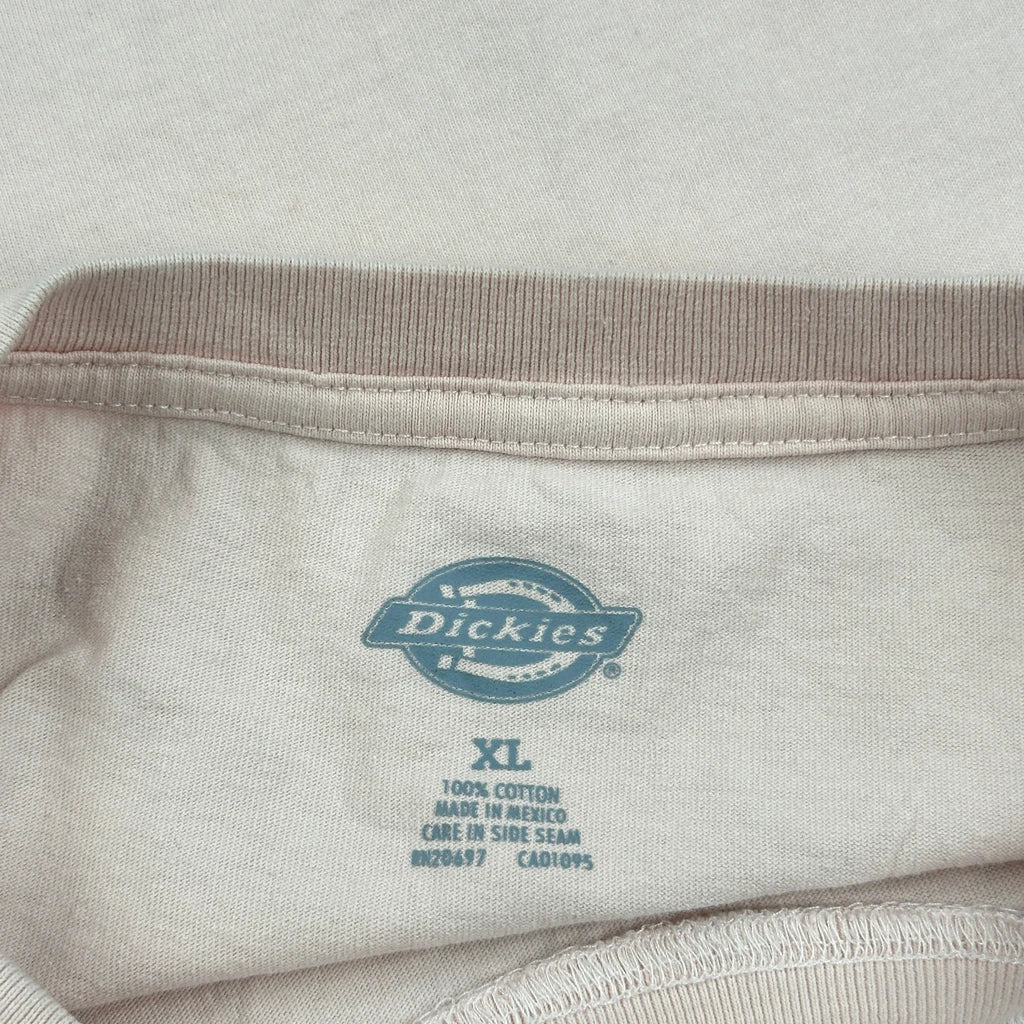 Dickies®
XL
100% COTTON
MADE IN MEXICO
CARE IN SIDE SEAM
RN20697 CA01095